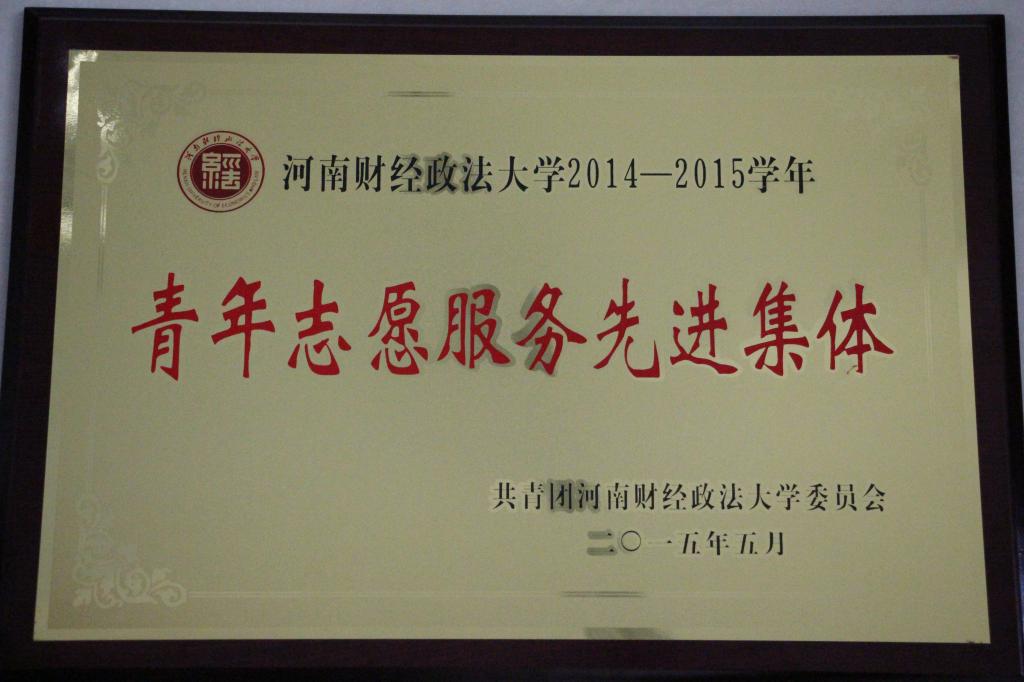 河南财经政法大学2014—2015学年
青年志愿服务先进集体
共青团河南财经政法大学委员会
二〇一五年五月